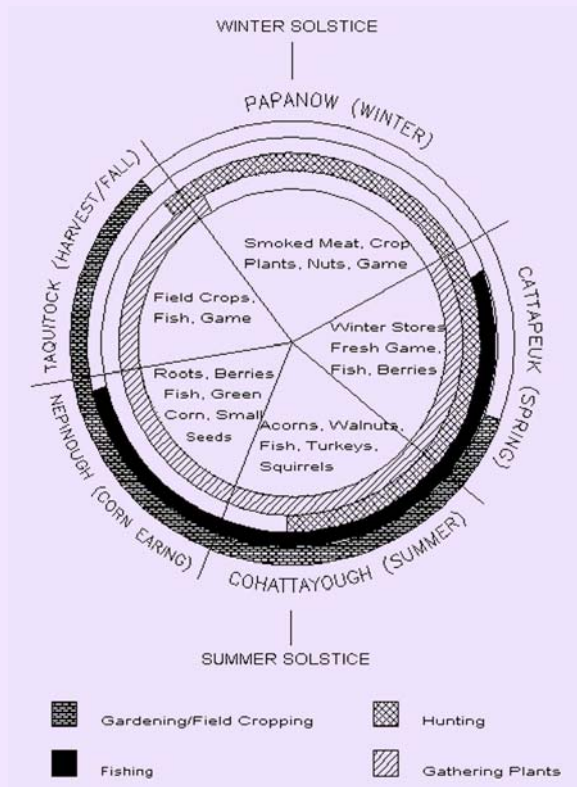 WINTER SOLSTICE
PAPANOW (WINTER)
TAQUITOCK (HARVEST/FALL)
CATTAPEUK (SPRING)
NEPINOUGH (CORN EARING)
COHATTAYOUGH (SUMMER)
Smoked Meat, Crop
Plants, Nuts, Game
Field Crops,
Fish, Game
Winter Stores
Fresh Game,
Fish, Berries
Roots, Berries
Fish, Green
Corn, Small
Seeds
Acorns, Walnuts,
Fish, Turkeys,
Squirrels
SUMMER SOLSTICE
Gardening/Field Cropping
Hunting
Fishing
Gathering Plants